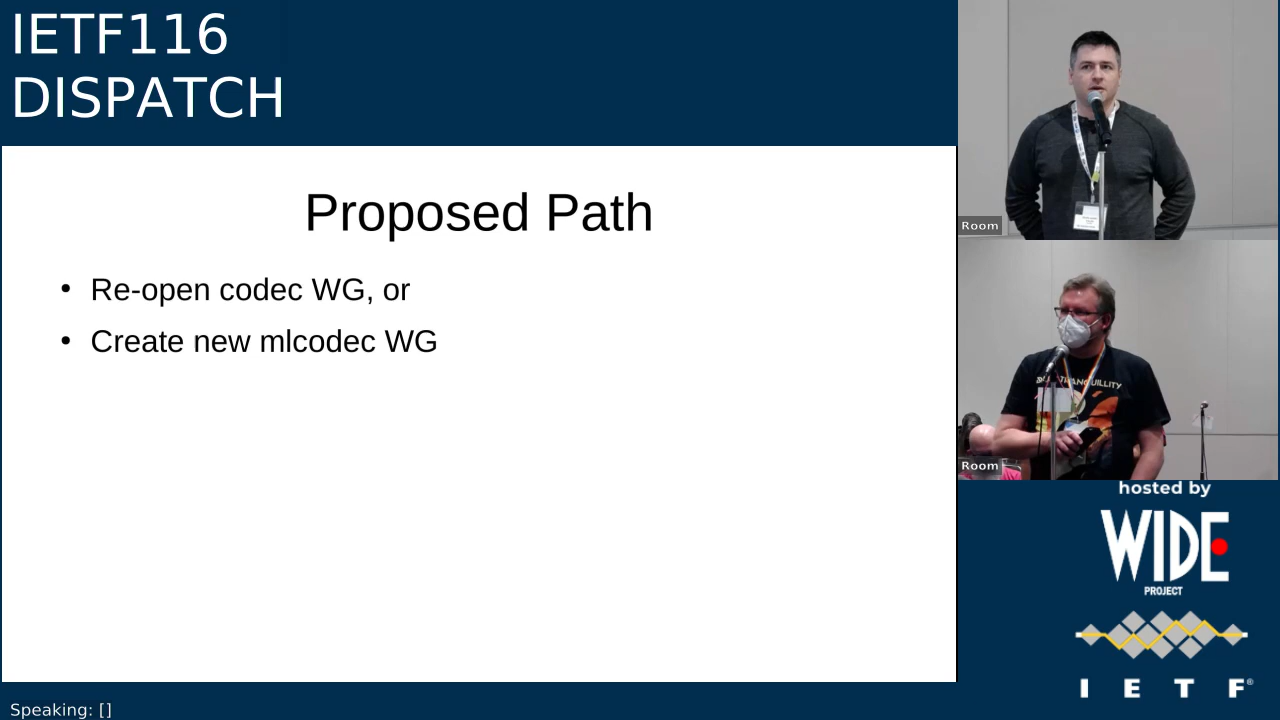 IETF116
DISPATCH
Proposed Path
• Re-open codec WG, or
• Create new mlcodec WG
Room
Room
hosted by
WIDE
PROJECT
I E T F®
Speaking: []